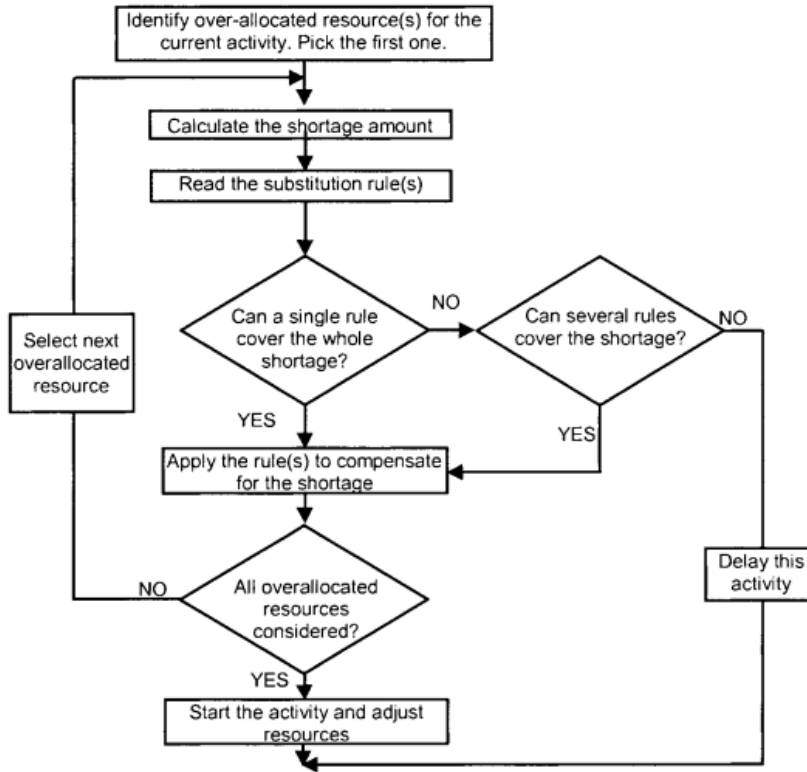 Identify over-allocated resource(s) for the
current activity. Pick the first one.
Calculate the shortage amount
Read the substitution rule(s)
Can a single rule
cover the whole
shortage?
NO
Can several rules
cover the shortage?
NO
Select next
overallocated
resource
YES
YES
Apply the rule(s) to compensate
for the shortage
Delay this
activity
NO
All overallocated
resources
considered?
YES
Start the activity and adjust
resources